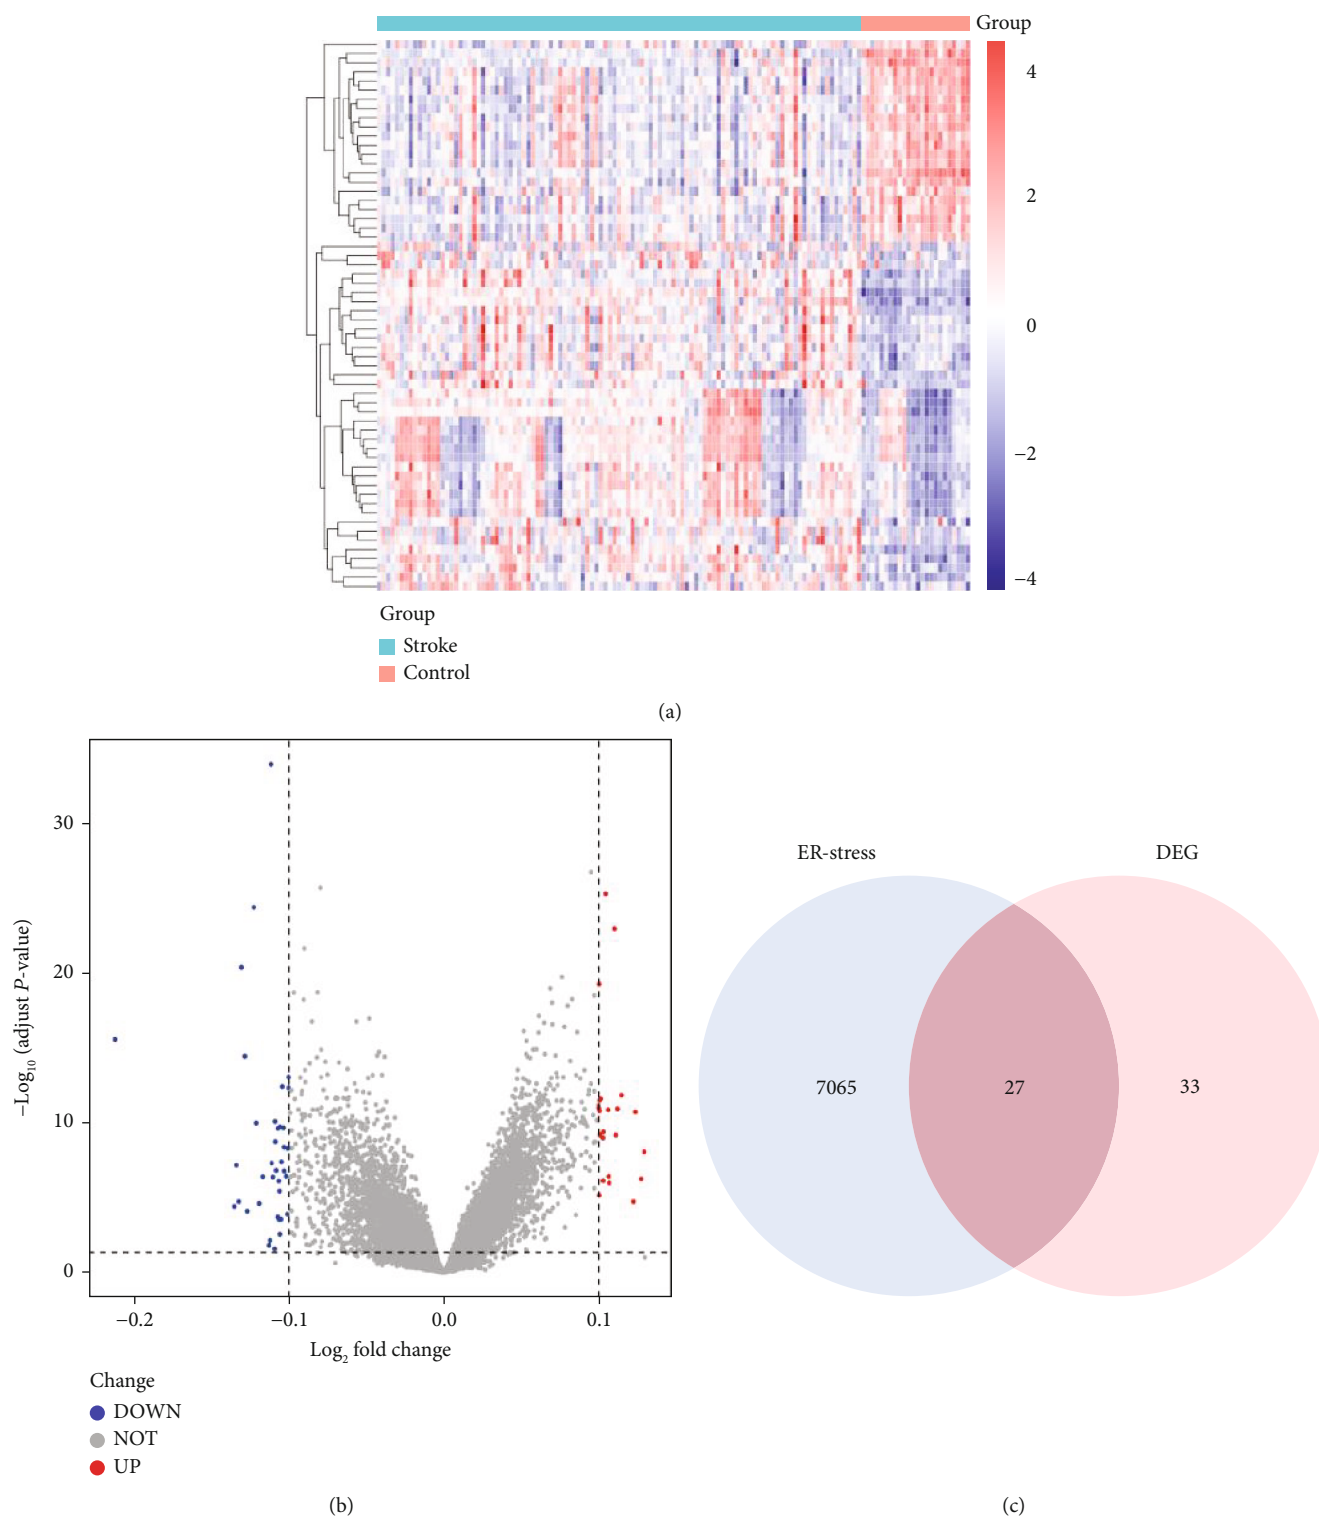 Group
4
2
0
−2
−4
Group
Stroke
Control
(a)
30
20
10
0
−Log10 (adjust P-value)
−0.2
−0.1
0.0
0.1
Log2 fold change
Change
DOWN
NOT
UP
(b)
ER-stress
DEG
7065
27
33
(c)